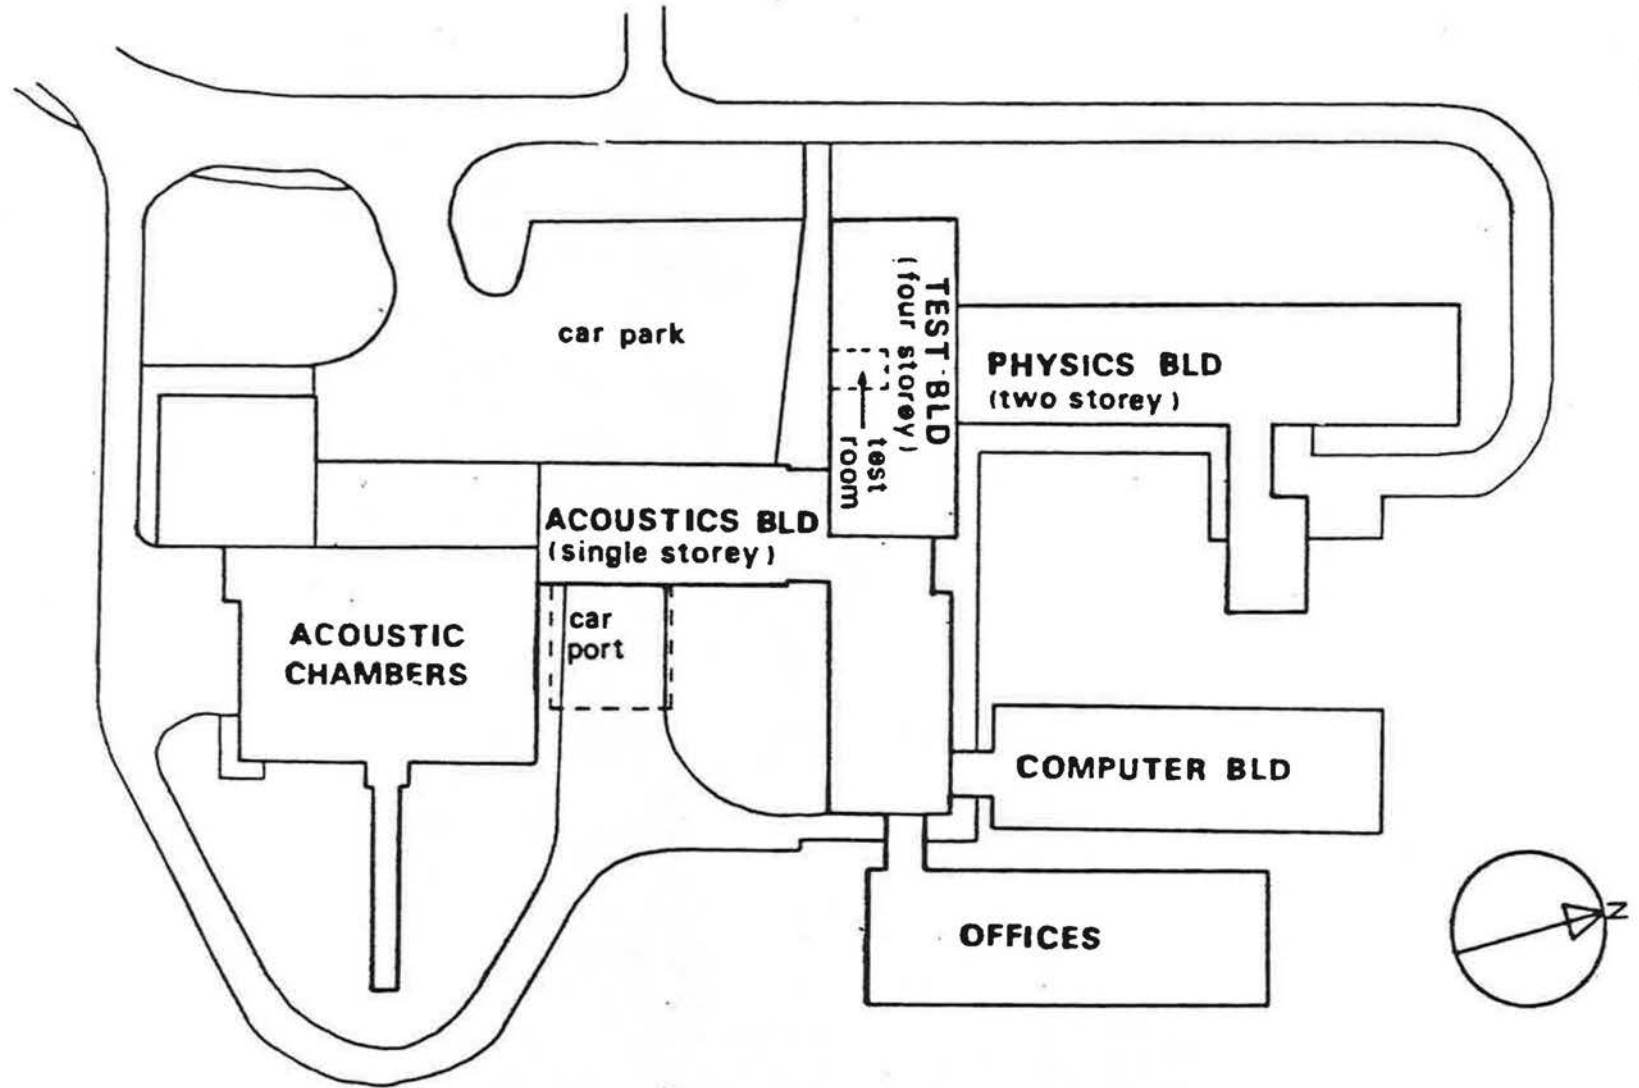 car park
TEST BLD
(four storey)
test
room
PHYSICS BLD
(two storey)
ACOUSTICS BLD
(single storey)
car
port
ACOUSTIC
CHAMBERS
COMPUTER BLD
OFFICES
N